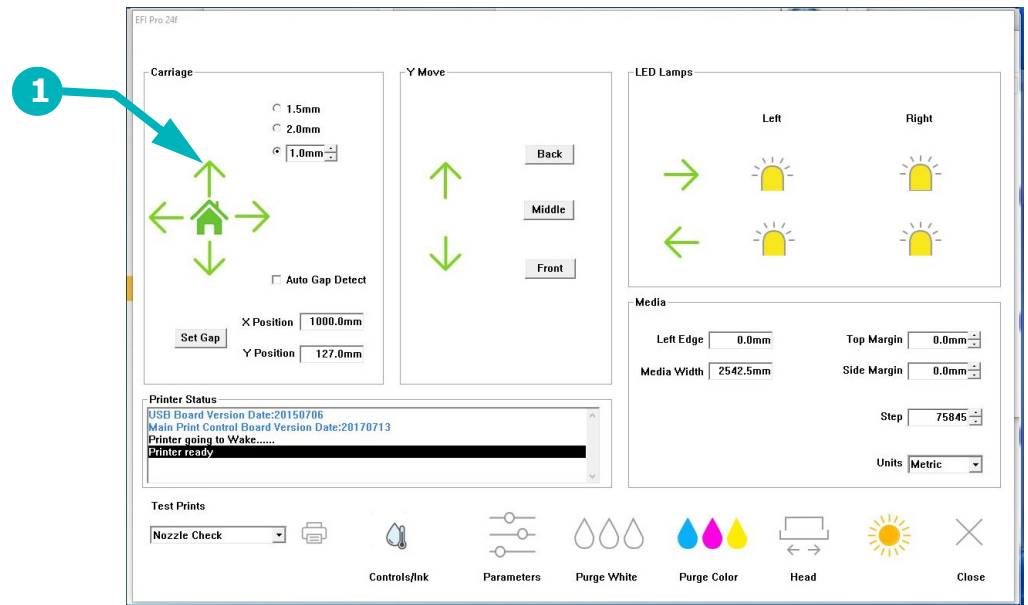 EFI Pro 24f
1
Carriage
1.5mm
2.0mm
1.0mm
Auto Gap Detect
X Position 1000.0mm
Set Gap
Y Position 127.0mm
Y Move
Back
Middle
Front
LED Lamps
Left Right
Media
Left Edge 0.0mm Top Margin 0.0mm
Media Width 2542.5mm Side Margin 0.0mm
Step 75845
Units Metric
Printer Status
USB Board Version Date:20150706
Main Print Control Board Version Date:20170713
Printer going to Wake......
Printer ready
Test Prints
Nozzle Check
Controls/Ink Parameters Purge White Purge Color Head Close